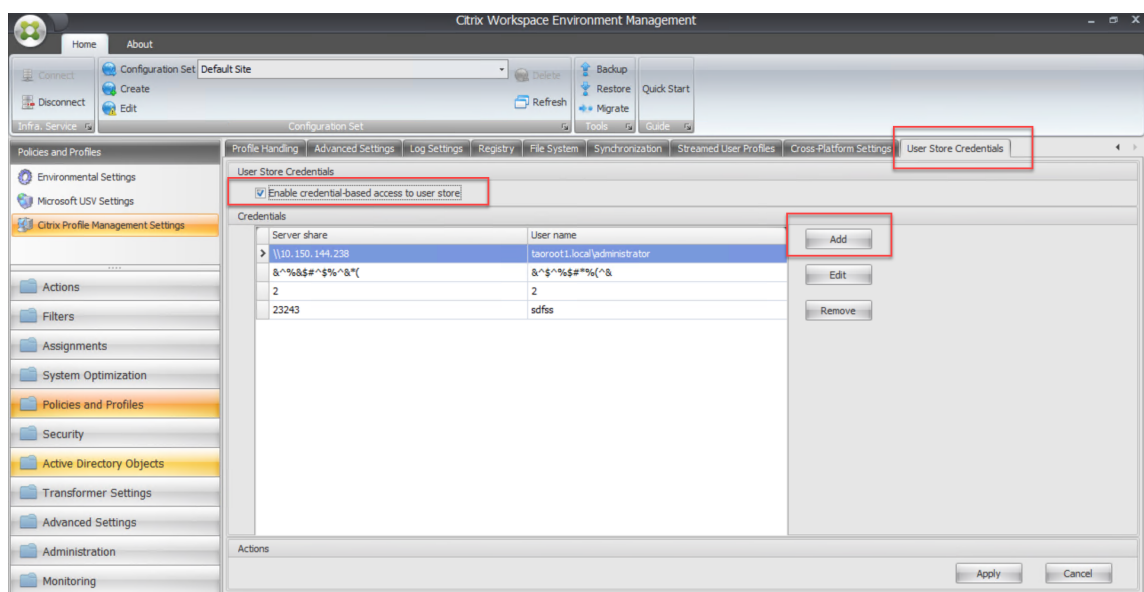 Citrix Workspace Environment Management
Home About
Connect
Disconnect
Infra. Service
Configuration Set Default Site
Create
Edit
Delete
Refresh
Configuration Set
Backup
Restore
Migrate
Tools
Quick Start
Guide
Policies and Profiles
Environmental Settings
Microsoft USV Settings
Citrix Profile Management Settings
Actions
Filters
Assignments
System Optimization
Policies and Profiles
Security
Active Directory Objects
Transformer Settings
Advanced Settings
Administration
Monitoring
Profile Handling Advanced Settings Log Settings Registry File System Synchronization Streamed User Profiles Cross-Platform Settings User Store Credentials
User Store Credentials
Enable credential-based access to user store
Credentials
Server share User name
\\10.150.144.238 taoroot1.local\administrator
&^%&$#^$%^&*( &^$^%$#*%(^&
2 2
23243 sdfss
Add
Edit
Remove
Actions
Apply Cancel